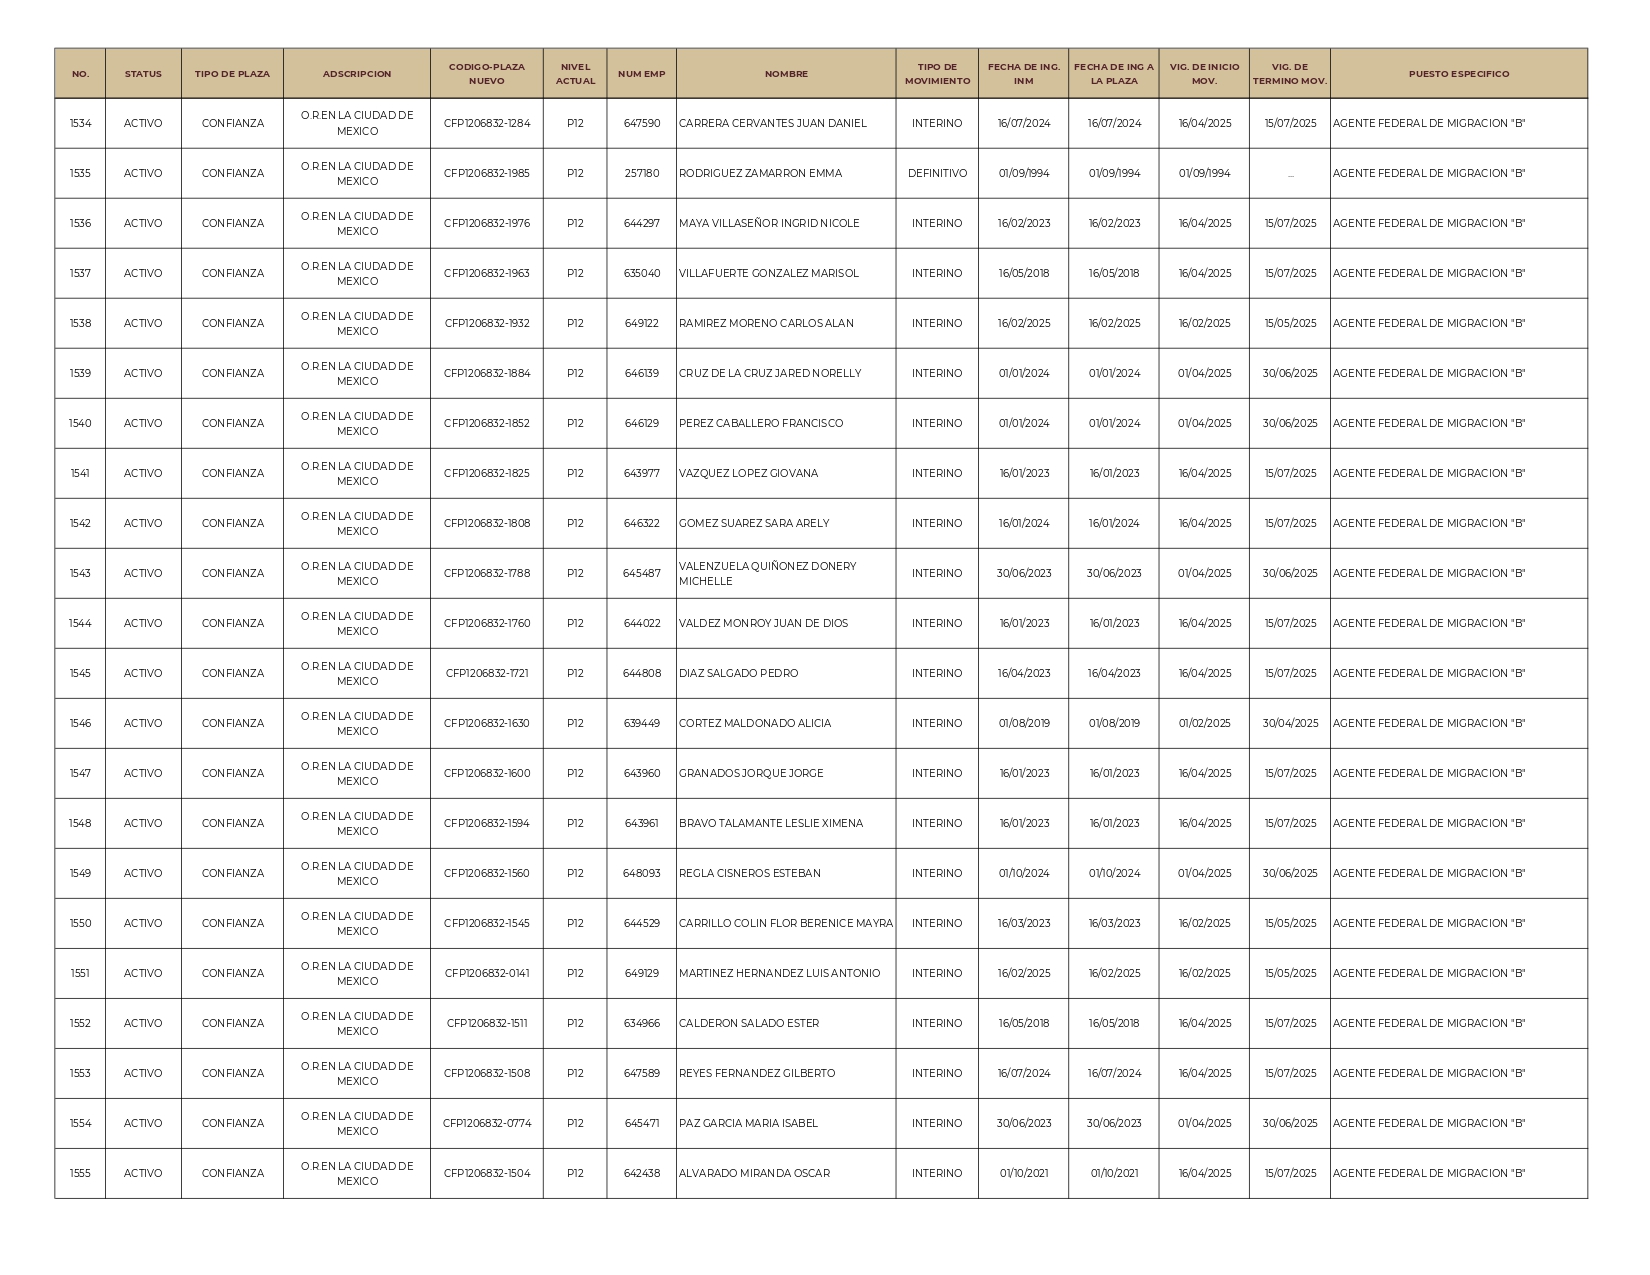 NO. STATUS TIPO DE PLAZA ADSCRIPCION CODIGO-PLAZA NUEVO NIVEL ACTUAL NUM EMP NOMBRE TIPO DE MOVIMIENTO FECHA DE ING. INM FECHA DE ING A LA PLAZA VIG. DE INICIO MOV. VIG. DE TERMINO MOV. PUESTO ESPECIFICO
1534 ACTIVO CONFIANZA O.R.EN LA CIUDAD DE MEXICO CFP1206832-1284 P12 647590 CARRERA CERVANTES JUAN DANIEL INTERINO 16/07/2024 16/07/2024 16/04/2025 15/07/2025 AGENTE FEDERAL DE MIGRACION "B"
1535 ACTIVO CONFIANZA O.R.EN LA CIUDAD DE MEXICO CFP1206832-1985 P12 257180 RODRIGUEZ ZAMARRON EMMA DEFINITIVO 01/09/1994 01/09/1994 01/09/1994 ... AGENTE FEDERAL DE MIGRACION "B"
1536 ACTIVO CONFIANZA O.R.EN LA CIUDAD DE MEXICO CFP1206832-1976 P12 644297 MAYA VILLASEÑOR INGRID NICOLE INTERINO 16/02/2023 16/02/2023 16/04/2025 15/07/2025 AGENTE FEDERAL DE MIGRACION "B"
1537 ACTIVO CONFIANZA O.R.EN LA CIUDAD DE MEXICO CFP1206832-1963 P12 635040 VILLAFUERTE GONZALEZ MARISOL INTERINO 16/05/2018 16/05/2018 16/04/2025 15/07/2025 AGENTE FEDERAL DE MIGRACION "B"
1538 ACTIVO CONFIANZA O.R.EN LA CIUDAD DE MEXICO CFP1206832-1932 P12 649122 RAMIREZ MORENO CARLOS ALAN INTERINO 16/02/2025 16/02/2025 16/02/2025 15/05/2025 AGENTE FEDERAL DE MIGRACION "B"
1539 ACTIVO CONFIANZA O.R.EN LA CIUDAD DE MEXICO CFP1206832-1884 P12 646139 CRUZ DE LA CRUZ JARED NORELLY INTERINO 01/01/2024 01/01/2024 01/04/2025 30/06/2025 AGENTE FEDERAL DE MIGRACION "B"
1540 ACTIVO CONFIANZA O.R.EN LA CIUDAD DE MEXICO CFP1206832-1852 P12 646129 PEREZ CABALLERO FRANCISCO INTERINO 01/01/2024 01/01/2024 01/04/2025 30/06/2025 AGENTE FEDERAL DE MIGRACION "B"
1541 ACTIVO CONFIANZA O.R.EN LA CIUDAD DE MEXICO CFP1206832-1825 P12 643977 VAZQUEZ LOPEZ GIOVANA INTERINO 16/01/2023 16/01/2023 16/04/2025 15/07/2025 AGENTE FEDERAL DE MIGRACION "B"
1542 ACTIVO CONFIANZA O.R.EN LA CIUDAD DE MEXICO CFP1206832-1808 P12 646322 GOMEZ SUAREZ SARA ARELY INTERINO 16/01/2024 16/01/2024 16/04/2025 15/07/2025 AGENTE FEDERAL DE MIGRACION "B"
1543 ACTIVO CONFIANZA O.R.EN LA CIUDAD DE MEXICO CFP1206832-1788 P12 645487 VALENZUELA QUIÑONEZ DONERY MICHELLE INTERINO 30/06/2023 30/06/2023 01/04/2025 30/06/2025 AGENTE FEDERAL DE MIGRACION "B"
1544 ACTIVO CONFIANZA O.R.EN LA CIUDAD DE MEXICO CFP1206832-1760 P12 644022 VALDEZ MONROY JUAN DE DIOS INTERINO 16/01/2023 16/01/2023 16/04/2025 15/07/2025 AGENTE FEDERAL DE MIGRACION "B"
1545 ACTIVO CONFIANZA O.R.EN LA CIUDAD DE MEXICO CFP1206832-1721 P12 644808 DIAZ SALGADO PEDRO INTERINO 16/04/2023 16/04/2023 16/04/2025 15/07/2025 AGENTE FEDERAL DE MIGRACION "B"
1546 ACTIVO CONFIANZA O.R.EN LA CIUDAD DE MEXICO CFP1206832-1630 P12 639449 CORTEZ MALDONADO ALICIA INTERINO 01/08/2019 01/08/2019 01/02/2025 30/04/2025 AGENTE FEDERAL DE MIGRACION "B"
1547 ACTIVO CONFIANZA O.R.EN LA CIUDAD DE MEXICO CFP1206832-1600 P12 643960 GRANADOS JORQUE JORGE INTERINO 16/01/2023 16/01/2023 16/04/2025 15/07/2025 AGENTE FEDERAL DE MIGRACION "B"
1548 ACTIVO CONFIANZA O.R.EN LA CIUDAD DE MEXICO CFP1206832-1594 P12 643961 BRAVO TALAMANTE LESLIE XIMENA INTERINO 16/01/2023 16/01/2023 16/04/2025 15/07/2025 AGENTE FEDERAL DE MIGRACION "B"
1549 ACTIVO CONFIANZA O.R.EN LA CIUDAD DE MEXICO CFP1206832-1560 P12 648093 REGLA CISNEROS ESTEBAN INTERINO 01/10/2024 01/10/2024 01/04/2025 30/06/2025 AGENTE FEDERAL DE MIGRACION "B"
1550 ACTIVO CONFIANZA O.R.EN LA CIUDAD DE MEXICO CFP1206832-1545 P12 644529 CARRILLO COLIN FLOR BERENICE MAYRA INTERINO 16/03/2023 16/03/2023 16/02/2025 15/05/2025 AGENTE FEDERAL DE MIGRACION "B"
1551 ACTIVO CONFIANZA O.R.EN LA CIUDAD DE MEXICO CFP1206832-0141 P12 649129 MARTINEZ HERNANDEZ LUIS ANTONIO INTERINO 16/02/2025 16/02/2025 16/02/2025 15/05/2025 AGENTE FEDERAL DE MIGRACION "B"
1552 ACTIVO CONFIANZA O.R.EN LA CIUDAD DE MEXICO CFP1206832-1511 P12 634966 CALDERON SALADO ESTER INTERINO 16/05/2018 16/05/2018 16/04/2025 15/07/2025 AGENTE FEDERAL DE MIGRACION "B"
1553 ACTIVO CONFIANZA O.R.EN LA CIUDAD DE MEXICO CFP1206832-1508 P12 647589 REYES FERNANDEZ GILBERTO INTERINO 16/07/2024 16/07/2024 16/04/2025 15/07/2025 AGENTE FEDERAL DE MIGRACION "B"
1554 ACTIVO CONFIANZA O.R.EN LA CIUDAD DE MEXICO CFP1206832-0774 P12 645471 PAZ GARCIA MARIA ISABEL INTERINO 30/06/2023 30/06/2023 01/04/2025 30/06/2025 AGENTE FEDERAL DE MIGRACION "B"
1555 ACTIVO CONFIANZA O.R.EN LA CIUDAD DE MEXICO CFP1206832-1504 P12 642438 ALVARADO MIRANDA OSCAR INTERINO 01/10/2021 01/10/2021 16/04/2025 15/07/2025 AGENTE FEDERAL DE MIGRACION "B"